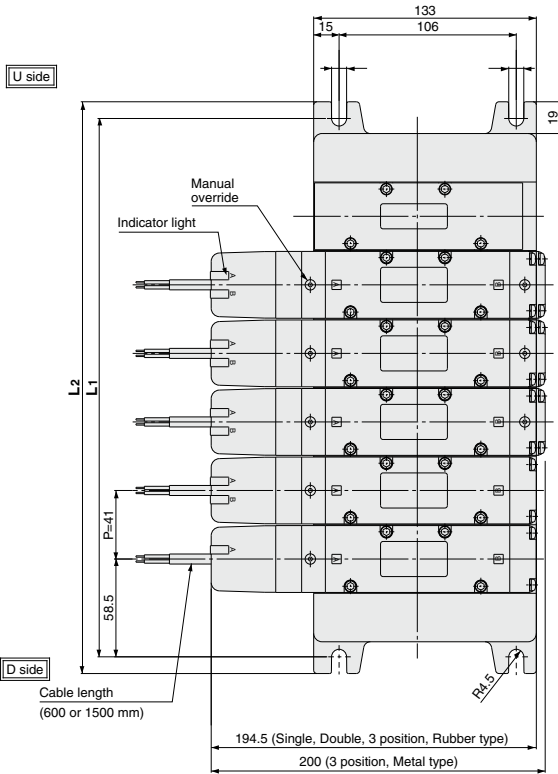 133
15
106
U side
19
Manual
override
Indicator light
A
B
A
B
A
B
A
B
A
B
A
B
A
B
A
B
A
B
A
A
B
L2
L1
P=41
58.5
D side
R4.5
Cable length
(600 or 1500 mm)
194.5 (Single, Double, 3 position, Rubber type)
200 (3 position, Metal type)